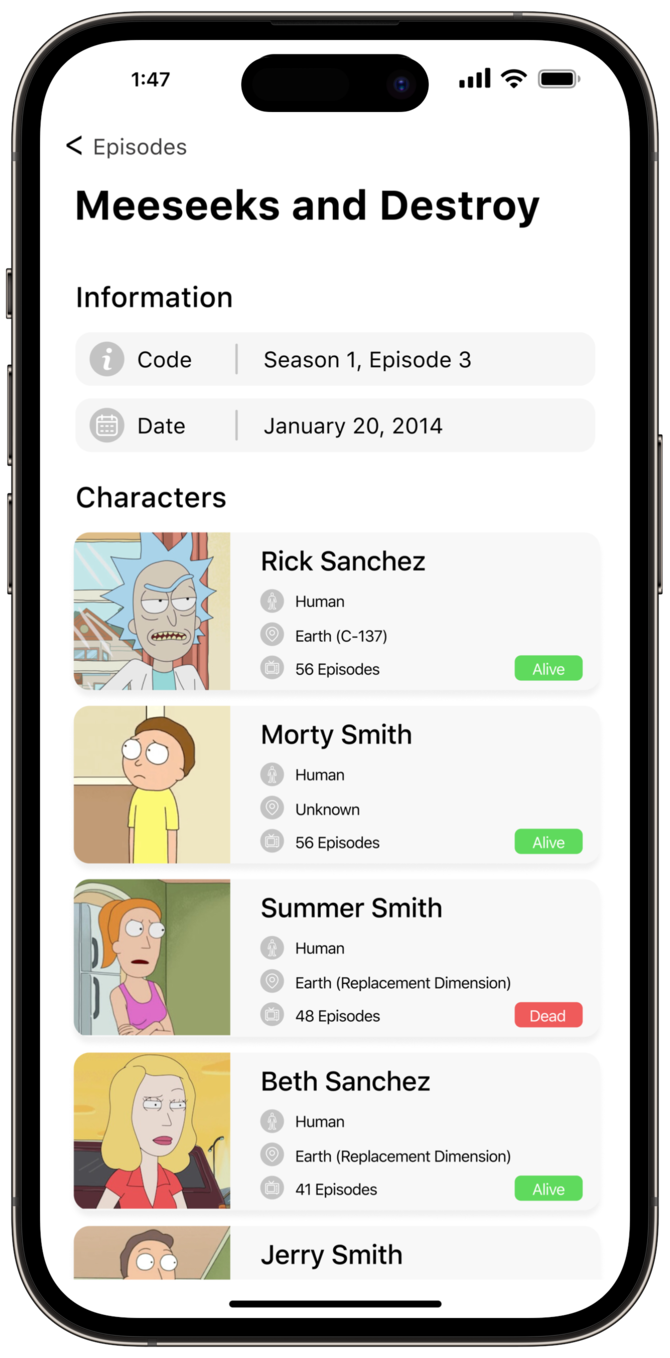 1:47
< Episodes
Meeseeks and Destroy
Information
Code | Season 1, Episode 3
Date | January 20, 2014
Characters
Rick Sanchez
Human
Earth (C-137)
56 Episodes Alive
Morty Smith
Human
Unknown
56 Episodes Alive
Summer Smith
Human
Earth (Replacement Dimension)
48 Episodes Dead
Beth Sanchez
Human
Earth (Replacement Dimension)
41 Episodes Alive
Jerry Smith